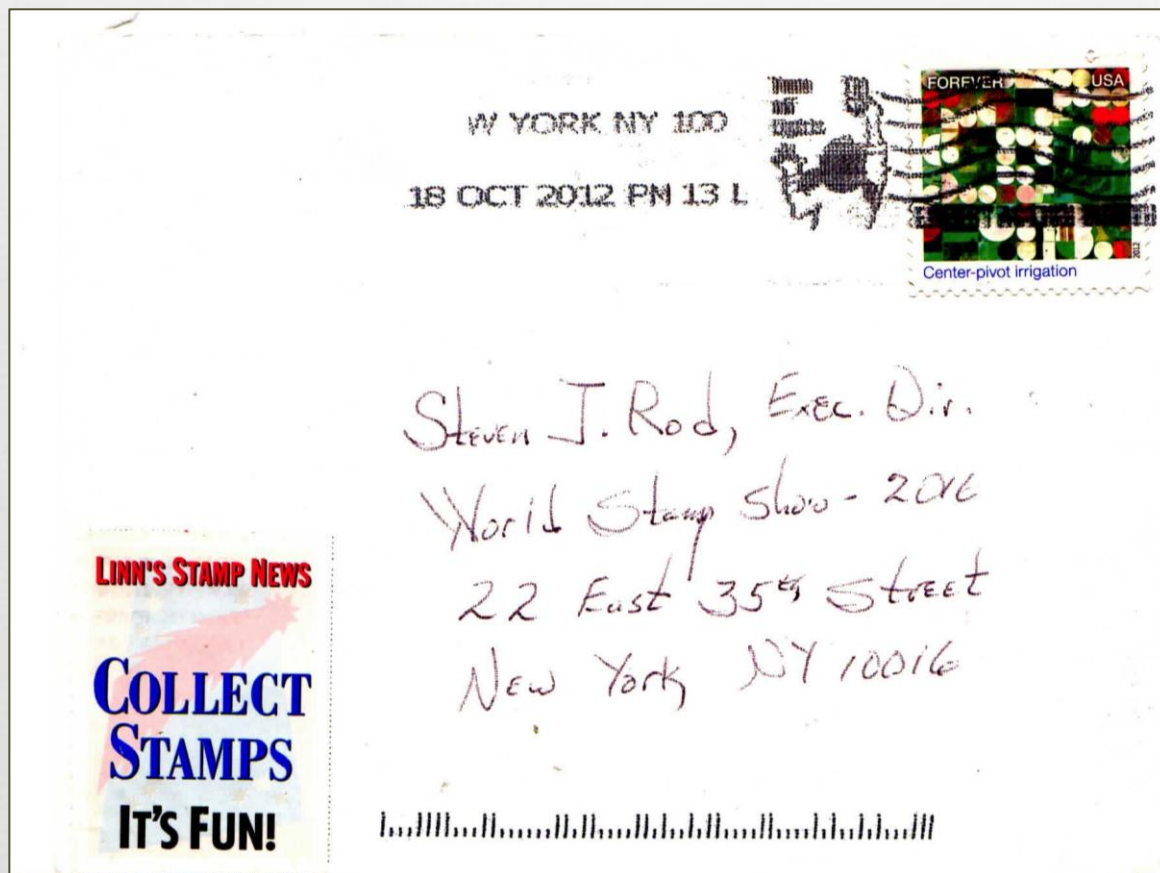 W YORK NY 100
18 OCT 2012 PM 13 L
FOREVER USA
2012
Center-pivot irrigation
Steven J. Rod, Exec. Dir.
World Stamp Show - 2016
22 East 35th Street
New York NY 10016
LINN'S STAMP NEWS
COLLECT
STAMPS
IT'S FUN!